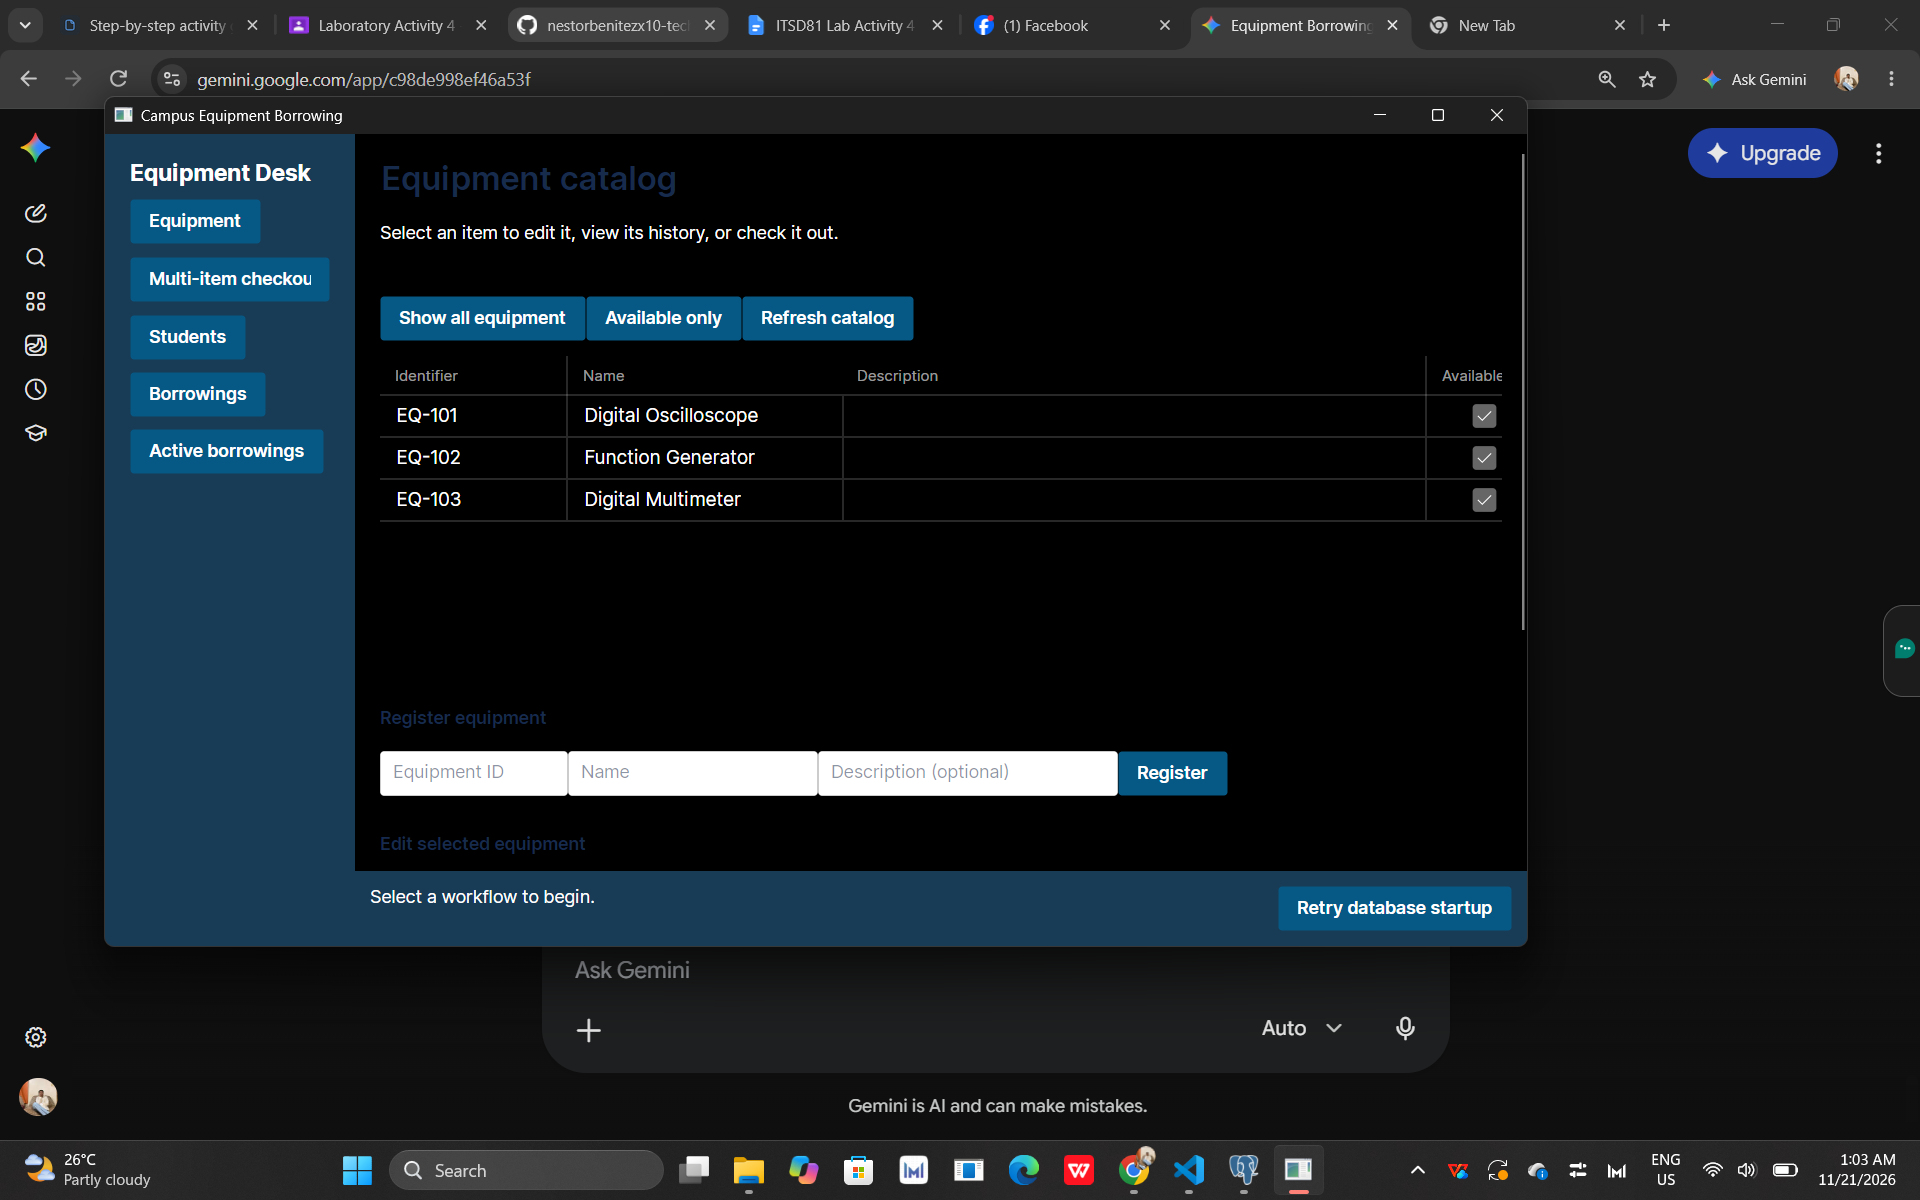 Step-by-step activity
Laboratory Activity 4
nestorbenitezx10-tec
ITSD81 Lab Activity 4
(1) Facebook
Equipment Borrowing
New Tab
gemini.google.com/app/c98de998ef46a53f
Ask Gemini
Campus Equipment Borrowing
Upgrade
Equipment Desk
Equipment
Multi-item checkou
Students
Borrowings
Active borrowings
Equipment catalog
Select an item to edit it, view its history, or check it out.
Show all equipment
Available only
Refresh catalog
Identifier Name Description Available
EQ-101 Digital Oscilloscope
EQ-102 Function Generator
EQ-103 Digital Multimeter
Register equipment
Equipment ID
Name
Description (optional)
Register
Edit selected equipment
Select a workflow to begin.
Retry database startup
Ask Gemini
Auto
Gemini is AI and can make mistakes.
26°C
Partly cloudy
Search
ENG
US
1:03 AM
11/21/2026